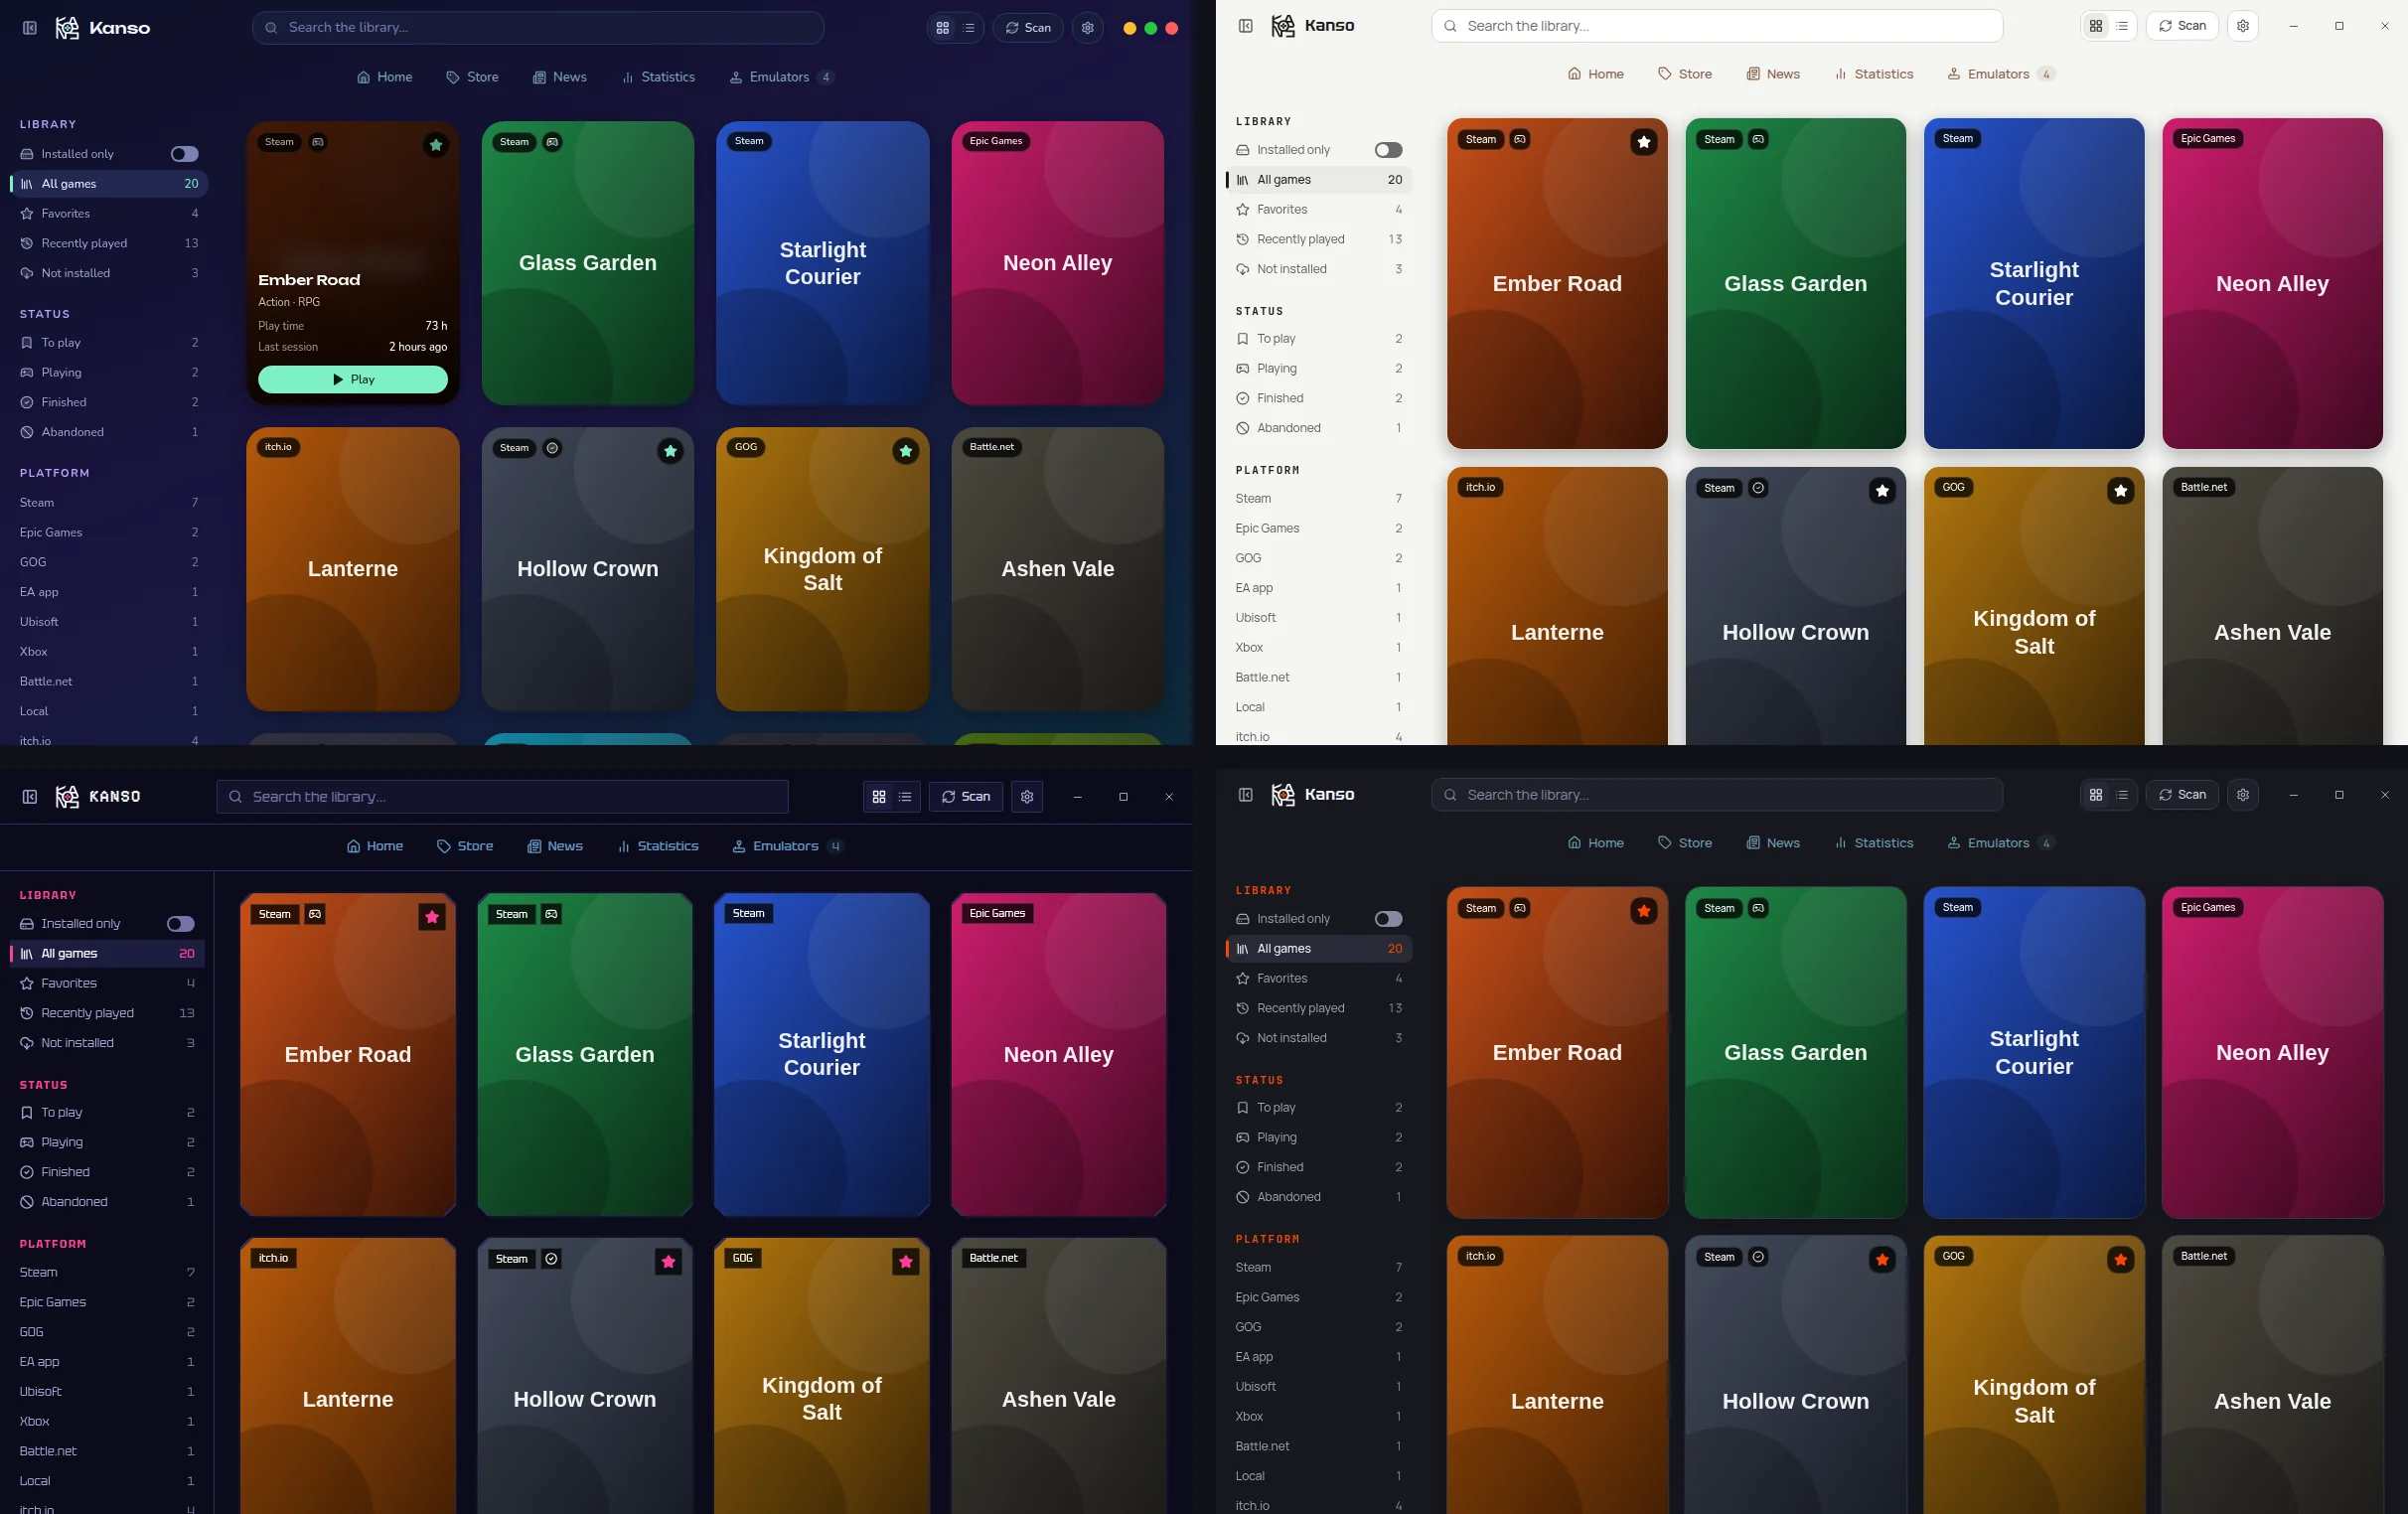 Kanso
Search the library...
Scan
Home
Store
News
Statistics
Emulators 4
LIBRARY
Installed only
All games 20
Favorites 4
Recently played 13
Not installed 3
STATUS
To play 2
Playing 2
Finished 2
Abandoned 1
PLATFORM
Steam 7
Epic Games 2
GOG 2
EA app 1
Ubisoft 1
Xbox 1
Battle.net 1
Local 1
itch.io 4
Steam
Ember Road
Action · RPG
Play time 73 h
Last session 2 hours ago
Play
Steam
Glass Garden
Steam
Starlight
Courier
Epic Games
Neon Alley
itch.io
Lanterne
Steam
Hollow Crown
GOG
Kingdom of
Salt
Battle.net
Ashen Vale
Kanso
Search the library...
Scan
Home
Store
News
Statistics
Emulators 4
LIBRARY
Installed only
All games 20
Favorites 4
Recently played 13
Not installed 3
STATUS
To play 2
Playing 2
Finished 2
Abandoned 1
PLATFORM
Steam 7
Epic Games 2
GOG 2
EA app 1
Ubisoft 1
Xbox 1
Battle.net 1
Local 1
itch.io 4
Steam
Ember Road
Steam
Glass Garden
Steam
Starlight
Courier
Epic Games
Neon Alley
itch.io
Lanterne
Steam
Hollow Crown
GOG
Kingdom of
Salt
Battle.net
Ashen Vale
KANSO
Search the library...
Scan
Home
Store
News
Statistics
Emulators 4
LIBRARY
Installed only
All games 20
Favorites 4
Recently played 13
Not installed 3
STATUS
To play 2
Playing 2
Finished 2
Abandoned 1
PLATFORM
Steam 7
Epic Games 2
GOG 2
EA app 1
Ubisoft 1
Xbox 1
Battle.net 1
Local 1
itch.io 4
Steam
Ember Road
Steam
Glass Garden
Steam
Starlight
Courier
Epic Games
Neon Alley
itch.io
Lanterne
Steam
Hollow Crown
GOG
Kingdom of
Salt
Battle.net
Ashen Vale
Kanso
Search the library...
Scan
Home
Store
News
Statistics
Emulators 4
LIBRARY
Installed only
All games 20
Favorites 4
Recently played 13
Not installed 3
STATUS
To play 2
Playing 2
Finished 2
Abandoned 1
PLATFORM
Steam 7
Epic Games 2
GOG 2
EA app 1
Ubisoft 1
Xbox 1
Battle.net 1
Local 1
itch.io 4
Steam
Ember Road
Steam
Glass Garden
Steam
Starlight
Courier
Epic Games
Neon Alley
itch.io
Lanterne
Steam
Hollow Crown
GOG
Kingdom of
Salt
Battle.net
Ashen Vale